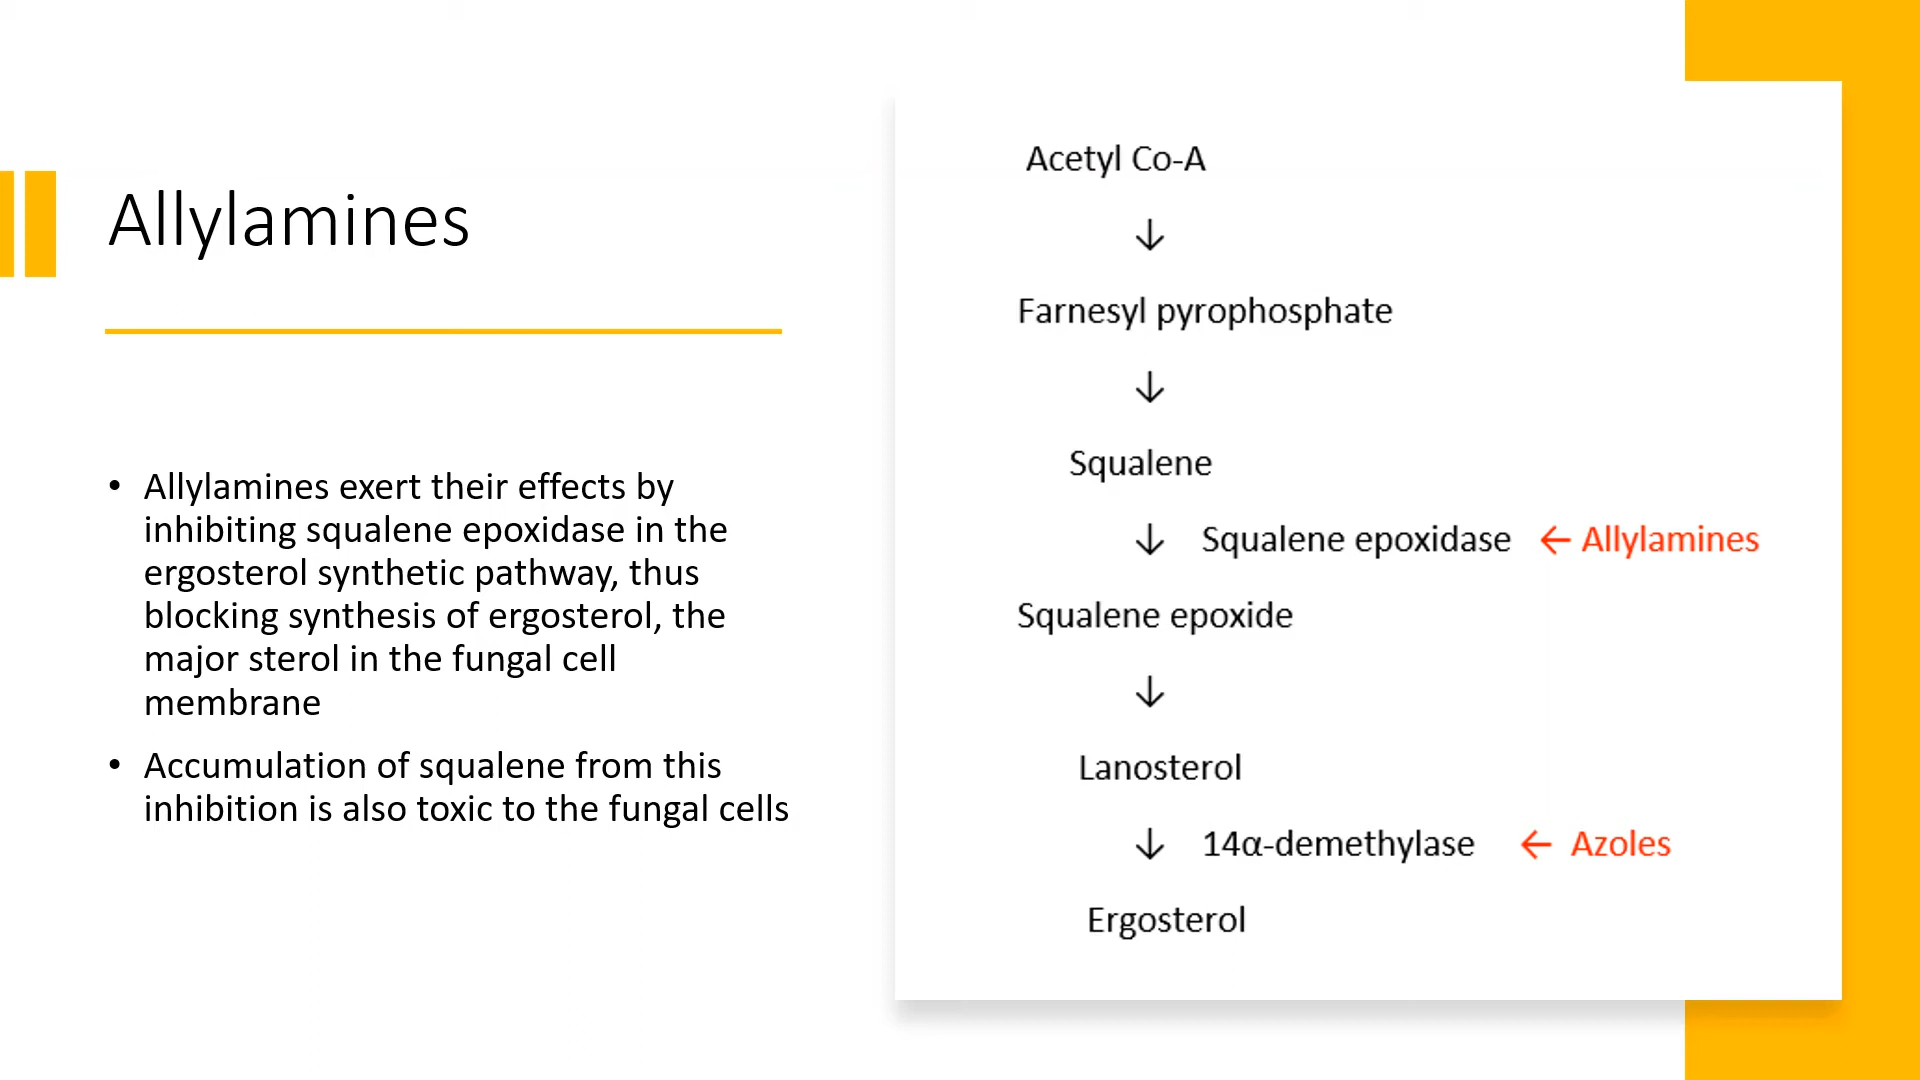 Allylamines
• Allylamines exert their effects by
inhibiting squalene epoxidase in the
ergosterol synthetic pathway, thus
blocking synthesis of ergosterol, the
major sterol in the fungal cell
membrane
• Accumulation of squalene from this
inhibition is also toxic to the fungal cells
Acetyl Co-A
↓
Farnesyl pyrophosphate
↓
Squalene
↓ Squalene epoxidase ← Allylamines
Squalene epoxide
↓
Lanosterol
↓ 14α-demethylase ← Azoles
Ergosterol